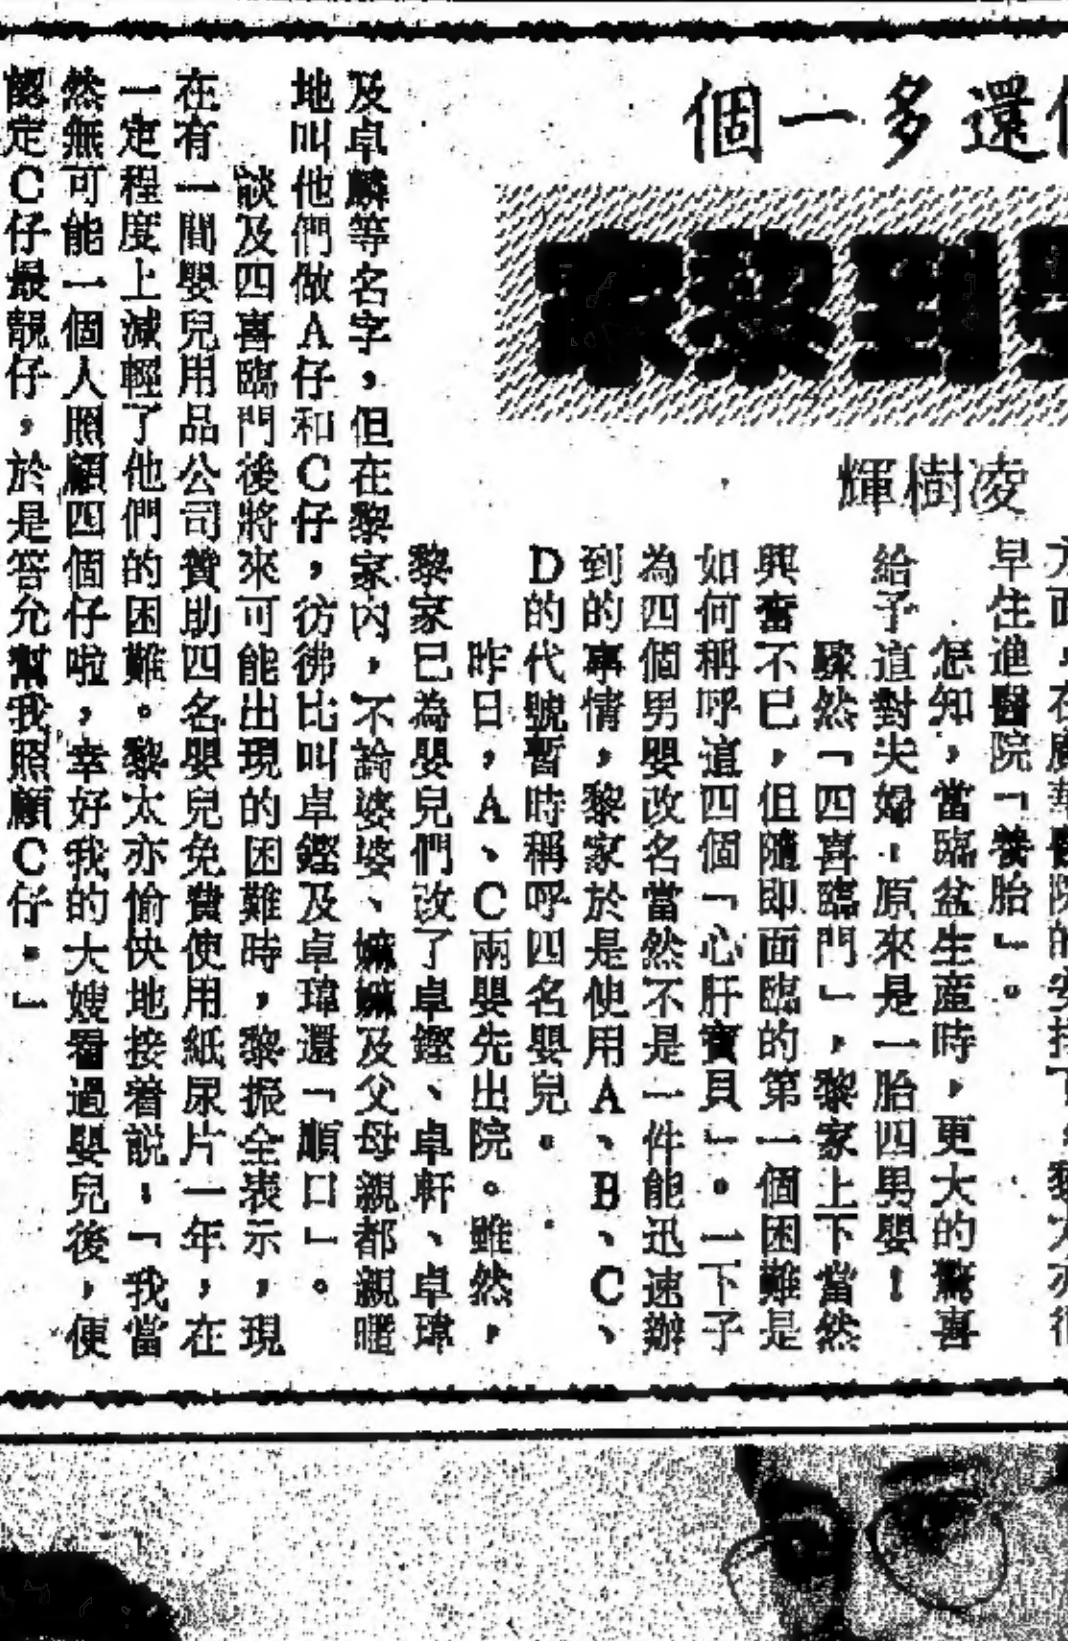 個一多還
家黎到
輝樹凌
早住進醫院「養胎」。
怎知，當臨盆生產時，更大的驚喜
給予這對夫婦：原來是一胎四男嬰！
驟然「四喜臨門」，黎家上下當然
興奮不已，但隨即面臨的第一個困難是
如何稱呼這四個「心肝寶貝」。一下子
為四個男嬰改名當然不是一件能迅速辦
到的事情，黎家於是使用A、B、C、
D的代號暫時稱呼四名嬰兒。
昨日，A、C兩嬰先出院。雖然，
黎家已為嬰兒們改了卓鏗、卓軒、卓瑋
及卓麟等名字，但在黎家內，不論婆婆、嫲嫲及父母親都親暱
地叫他們做A仔和C仔，彷彿比叫卓鏗及卓瑋還「順口」。
談及四喜臨門後將來可能出現的困難時，黎振全表示，現
在有一間嬰兒用品公司贊助四名嬰兒免費使用紙尿片一年，在
一定程度上減輕了他們的困難。黎太亦愉快地接着說：「我當
然無可能一個人照顧四個仔啦，幸好我的大嫂看過嬰兒後，便
認定C仔最靚仔，於是答允幫我照顧C仔。」